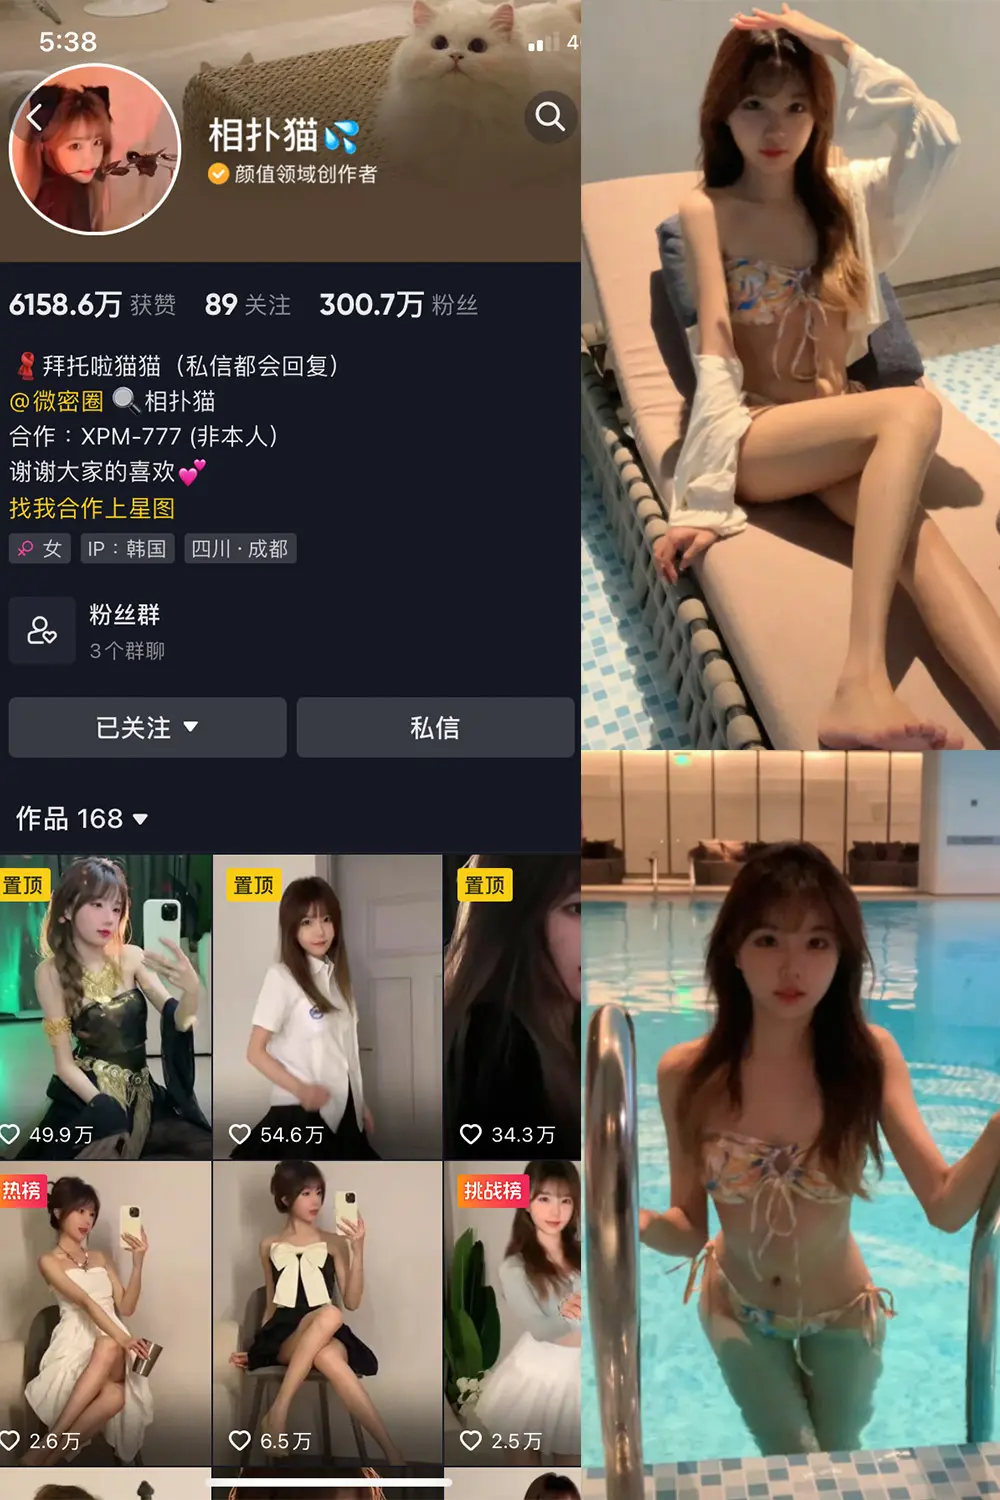 5:38
4
相扑猫💦
颜值领域创作者
6158.6万 获赞 89 关注 300.7万 粉丝
🧣拜托啦猫猫（私信都会回复）
@微密圈 🔍相扑猫
合作：XPM-777 (非本人)
谢谢大家的喜欢💕
找我合作上星图
女 IP：韩国 四川·成都
粉丝群
3个群聊
已关注 私信
作品 168
置顶 置顶 置顶
49.9万 54.6万 34.3万
热榜 挑战榜
2.6万 6.5万 2.5万